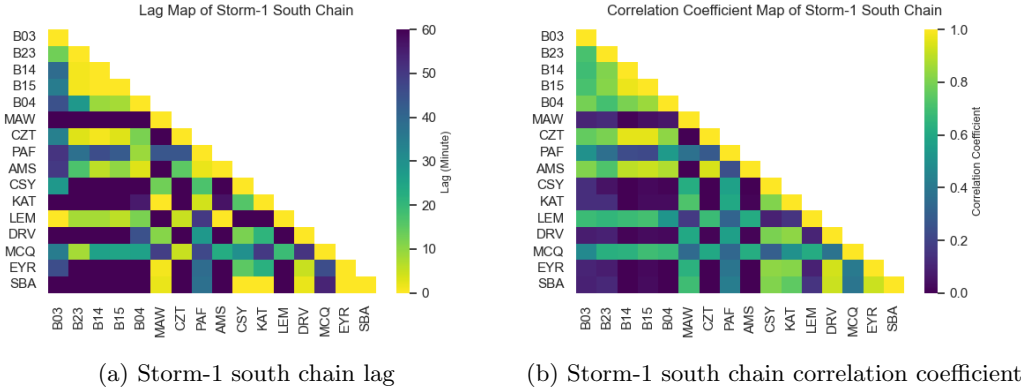 Lag Map of Storm-1 South Chain
B03
B23
B14
B15
B04
MAW
CZT
PAF
AMS
CSY
KAT
LEM
DRV
MCQ
EYR
SBA
B03 B23 B14 B15 B04 MAW CZT PAF AMS CSY KAT LEM DRV MCQ EYR SBA
60
50
40
30
20
10
0
Lag (Minute)
(a) Storm-1 south chain lag
Correlation Coefficient Map of Storm-1 South Chain
B03
B23
B14
B15
B04
MAW
CZT
PAF
AMS
CSY
KAT
LEM
DRV
MCQ
EYR
SBA
B03 B23 B14 B15 B04 MAW CZT PAF AMS CSY KAT LEM DRV MCQ EYR SBA
1.0
0.8
0.6
0.4
0.2
0.0
Correlation Coefficient
(b) Storm-1 south chain correlation coefficient